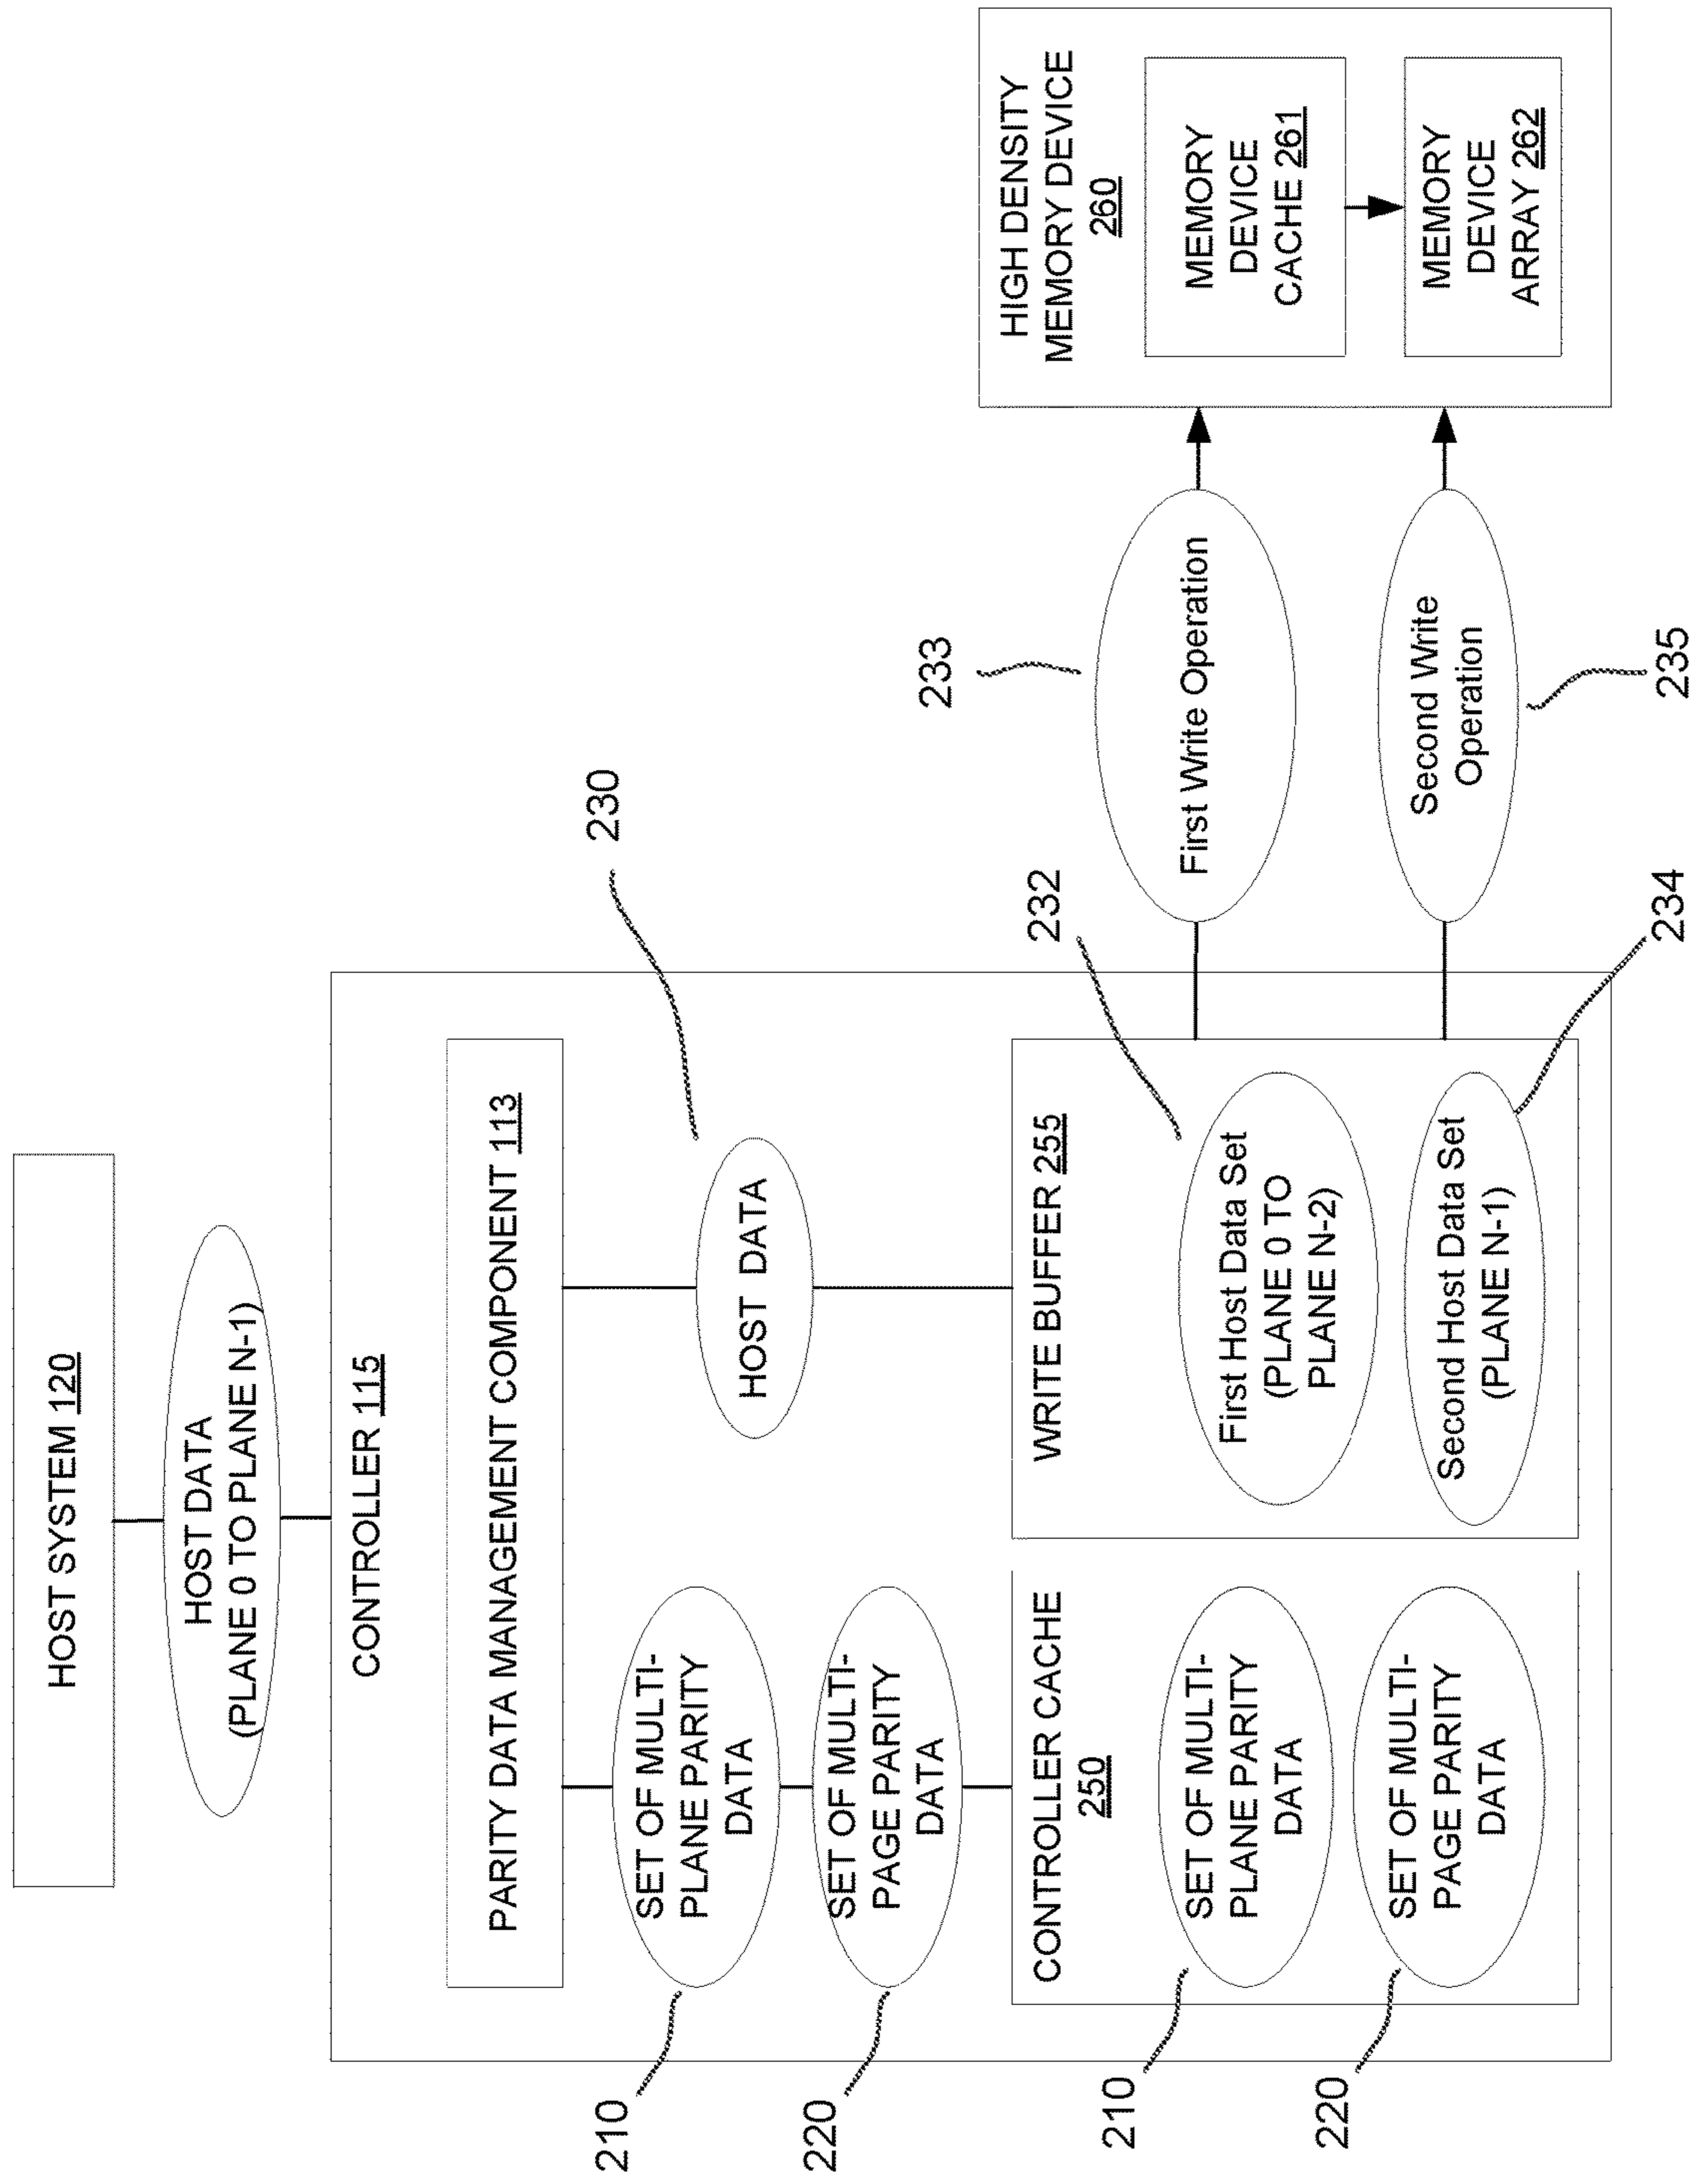 HOST SYSTEM 120
HOST DATA
(PLANE 0 TO PLANE N-1)
CONTROLLER 115
PARITY DATA MANAGEMENT COMPONENT 113
210
SET OF MULTI-
PLANE PARITY
DATA
220
SET OF MULTI-
PAGE PARITY
DATA
HOST DATA
230
CONTROLLER CACHE
250
210
SET OF MULTI-
PLANE PARITY
DATA
220
SET OF MULTI-
PAGE PARITY
DATA
WRITE BUFFER 255
232
First Host Data Set
(PLANE 0 TO
PLANE N-2)
Second Host Data Set
(PLANE N-1)
234
233
First Write Operation
Second Write
Operation
235
HIGH DENSITY
MEMORY DEVICE
260
MEMORY
DEVICE
CACHE 261
MEMORY
DEVICE
ARRAY 262